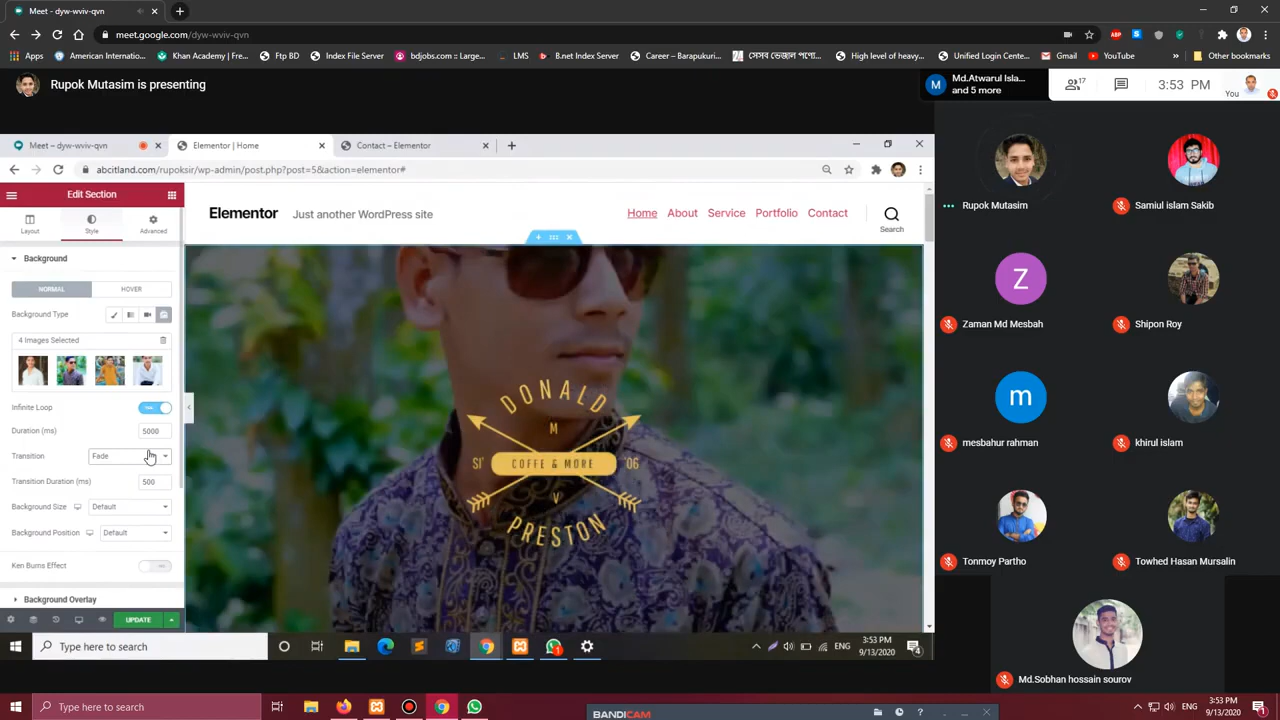 Meet - dyw-wviv-qvn
meet.google.com/dyw-wviv-qvn
Apps
American Internatio...
Khan Academy | Fre...
Ftp BD
Index File Server
bdjobs.com :: Large...
LMS
B.net Index Server
Career – Barapukuri...
সেসব ভেজাল পণ্যে...
High level of heavy...
Unified Login Cente...
Gmail
YouTube
Other bookmarks
Rupok Mutasim is presenting
Md.Atwarul Isla...
and 5 more
17
3:53 PM
You
Meet – dyw-wviv-qvn
Elementor | Home
Contact – Elementor
abcitland.com/rupoksir/wp-admin/post.php?post=5&action=elementor#
Edit Section
Layout
Style
Advanced
Elementor
Just another WordPress site
Home
About
Service
Portfolio
Contact
Search
Background
NORMAL
HOVER
Background Type
4 Images Selected
Infinite Loop
Duration (ms)
5000
Transition
Fade
Transition Duration (ms)
500
Background Size
Default
Background Position
Default
Ken Burns Effect
Background Overlay
UPDATE
DONALD
M
SI'
COFFE & MORE
'06
V
PRESTON
Rupok Mutasim
Samiul islam Sakib
Z
Zaman Md Mesbah
Shipon Roy
m
mesbahur rahman
khirul islam
Tonmoy Partho
Towhed Hasan Mursalin
Md.Sobhan hossain sourov
Type here to search
ENG
3:53 PM
9/13/2020
4
Type here to search
BANDICAM
ENG
3:53 PM
9/13/2020
1